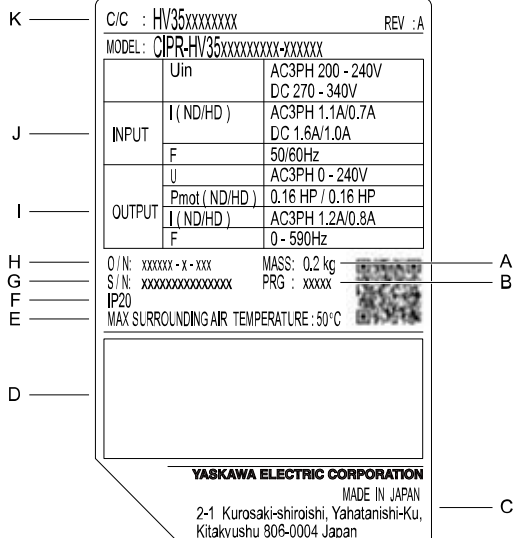 K
C/C : HV35xxxxxxxx REV : A
MODEL : CIPR-HV35xxxxxxxxx-xxxxxx
Uin AC3PH 200 - 240V
DC 270 - 340V
J
INPUT
I ( ND/HD ) AC3PH 1.1A/0.7A
DC 1.6A/1.0A
F 50/60Hz
I
OUTPUT
U AC3PH 0 - 240V
Pmot ( ND/HD ) 0.16 HP / 0.16 HP
I ( ND/HD ) AC3PH 1.2A/0.8A
F 0 - 590Hz
H O / N: xxxxxx - x - xxx MASS: 0.2 kg A
G S / N: xxxxxxxxxxxxxxx PRG : xxxxx B
F IP20
E MAX SURROUNDING AIR TEMPERATURE : 50°C
D
YASKAWA ELECTRIC CORPORATION
MADE IN JAPAN
2-1 Kurosaki-shiroishi, Yahatanishi-Ku, C
Kitakyushu 806-0004 Japan